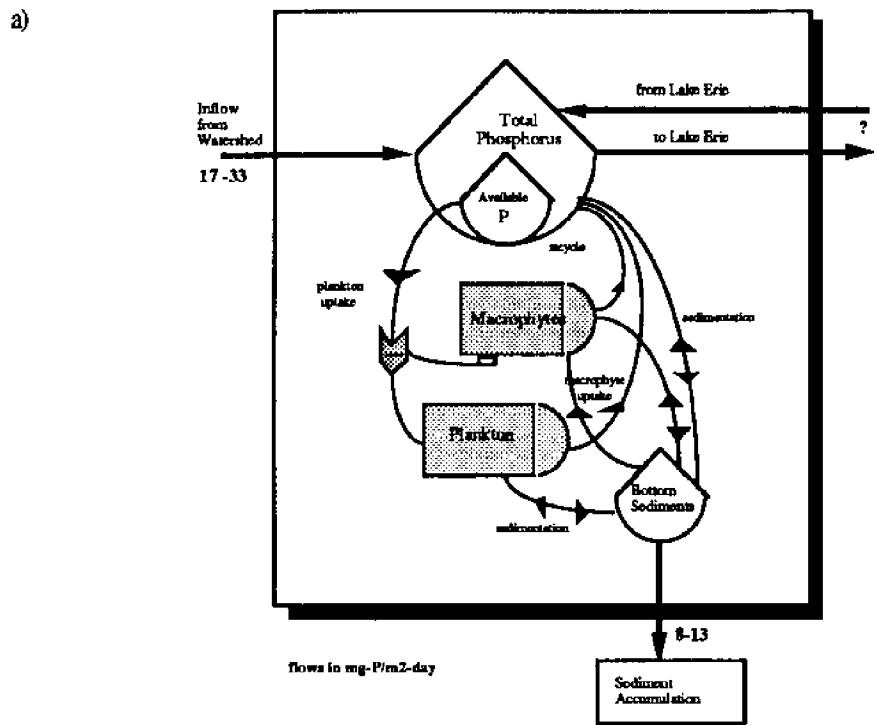 a)
Inflow
from
Watershed
17-33
from Lake Erie
?
to Lake Erie
Total
Phosphorus
Available
P
recycle
plankton
uptake
Macrophytes
sedimentation
macrophyte
uptake
Plankton
Bottom
Sediments
sedimentation
8-13
flows in mg-P/m2-day
Sediment
Accumulation